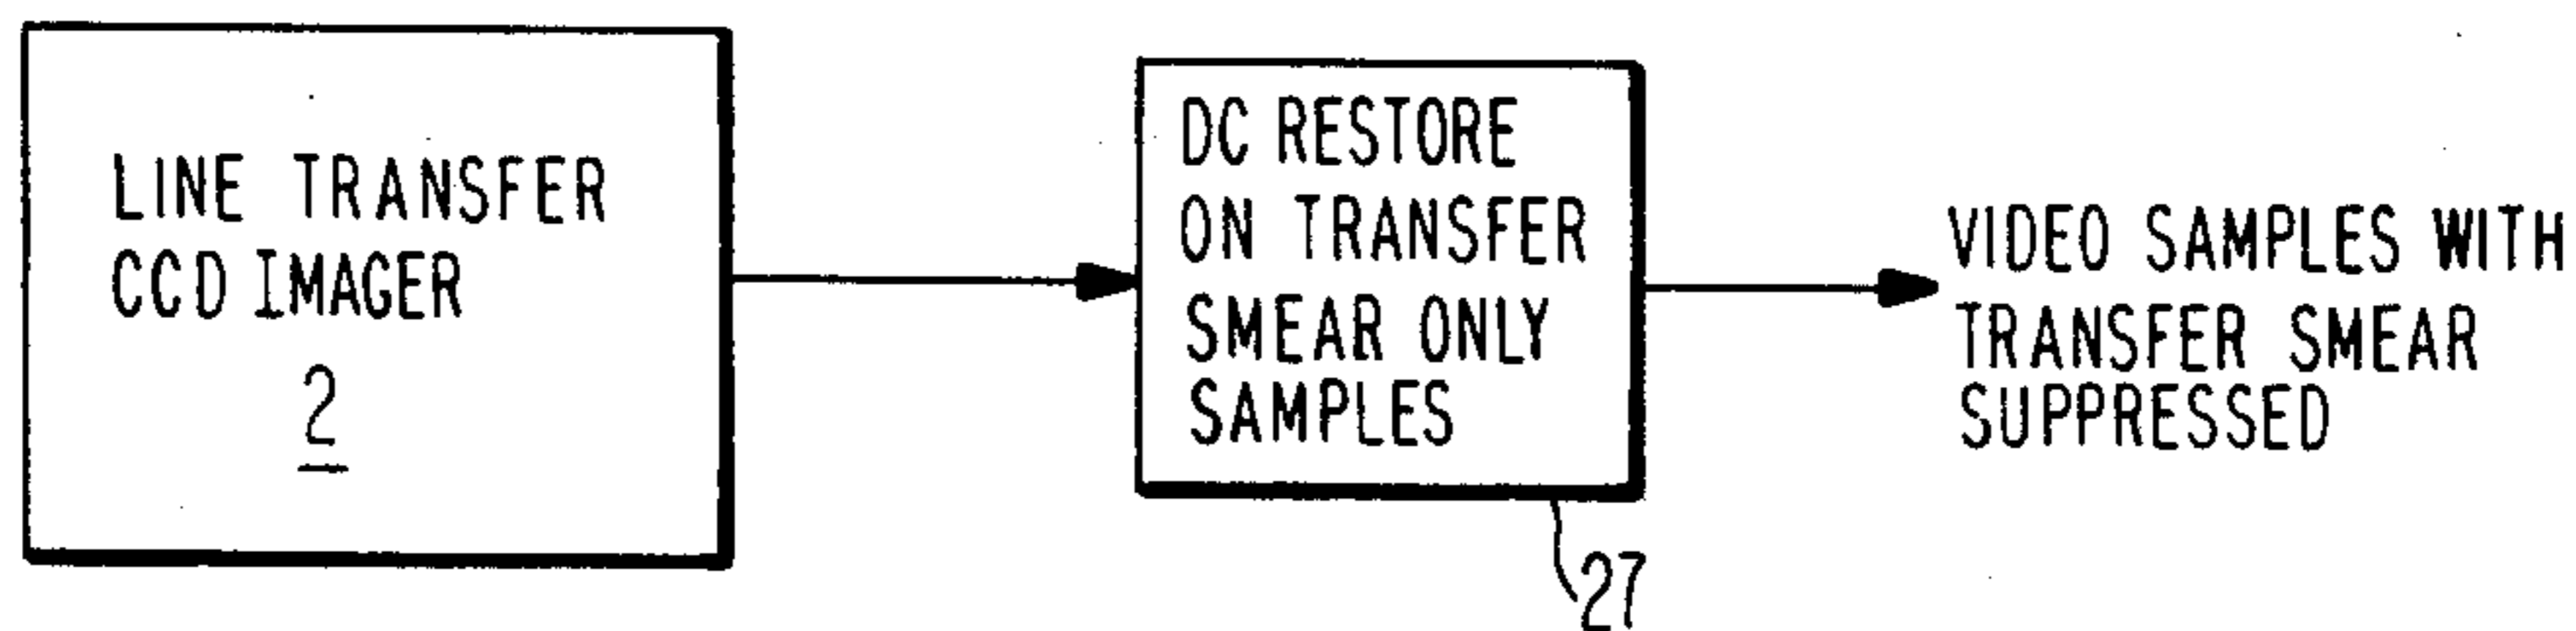 LINE TRANSFER
CCD IMAGER
2
DC RESTORE
ON TRANSFER
SMEAR ONLY
SAMPLES
27
VIDEO SAMPLES WITH
TRANSFER SMEAR
SUPPRESSED